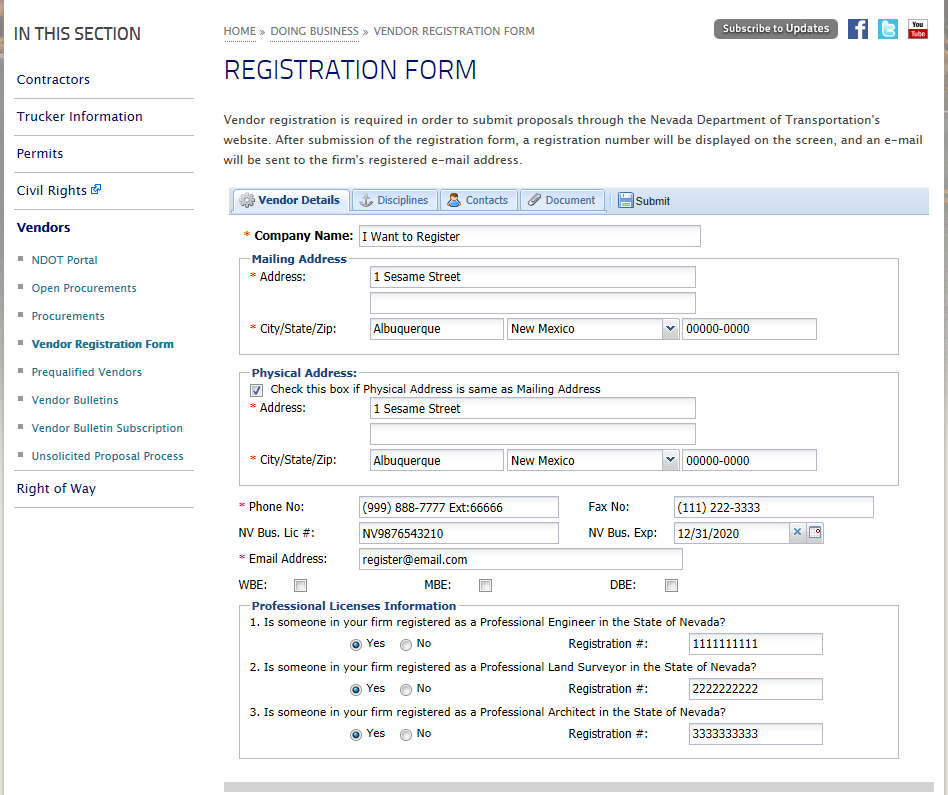 IN THIS SECTION
Contractors
Trucker Information
Permits
Civil Rights
Vendors
NDOT Portal
Open Procurements
Procurements
Vendor Registration Form
Prequalified Vendors
Vendor Bulletins
Vendor Bulletin Subscription
Unsolicited Proposal Process
Right of Way
HOME » DOING BUSINESS » VENDOR REGISTRATION FORM
Subscribe to Updates
You Tube
REGISTRATION FORM
Vendor registration is required in order to submit proposals through the Nevada Department of Transportation's
website. After submission of the registration form, a registration number will be displayed on the screen, and an e-mail
will be sent to the firm's registered e-mail address.
Vendor Details Disciplines Contacts Document Submit
* Company Name: I Want to Register
Mailing Address
* Address: 1 Sesame Street
* City/State/Zip: Albuquerque New Mexico 00000-0000
Physical Address:
Check this box if Physical Address is same as Mailing Address
* Address: 1 Sesame Street
* City/State/Zip: Albuquerque New Mexico 00000-0000
* Phone No: (999) 888-7777 Ext:66666 Fax No: (111) 222-3333
NV Bus. Lic #: NV9876543210 NV Bus. Exp: 12/31/2020
* Email Address: register@email.com
WBE: MBE: DBE:
Professional Licenses Information
1. Is someone in your firm registered as a Professional Engineer in the State of Nevada?
Yes No Registration #: 1111111111
2. Is someone in your firm registered as a Professional Land Surveyor in the State of Nevada?
Yes No Registration #: 2222222222
3. Is someone in your firm registered as a Professional Architect in the State of Nevada?
Yes No Registration #: 3333333333